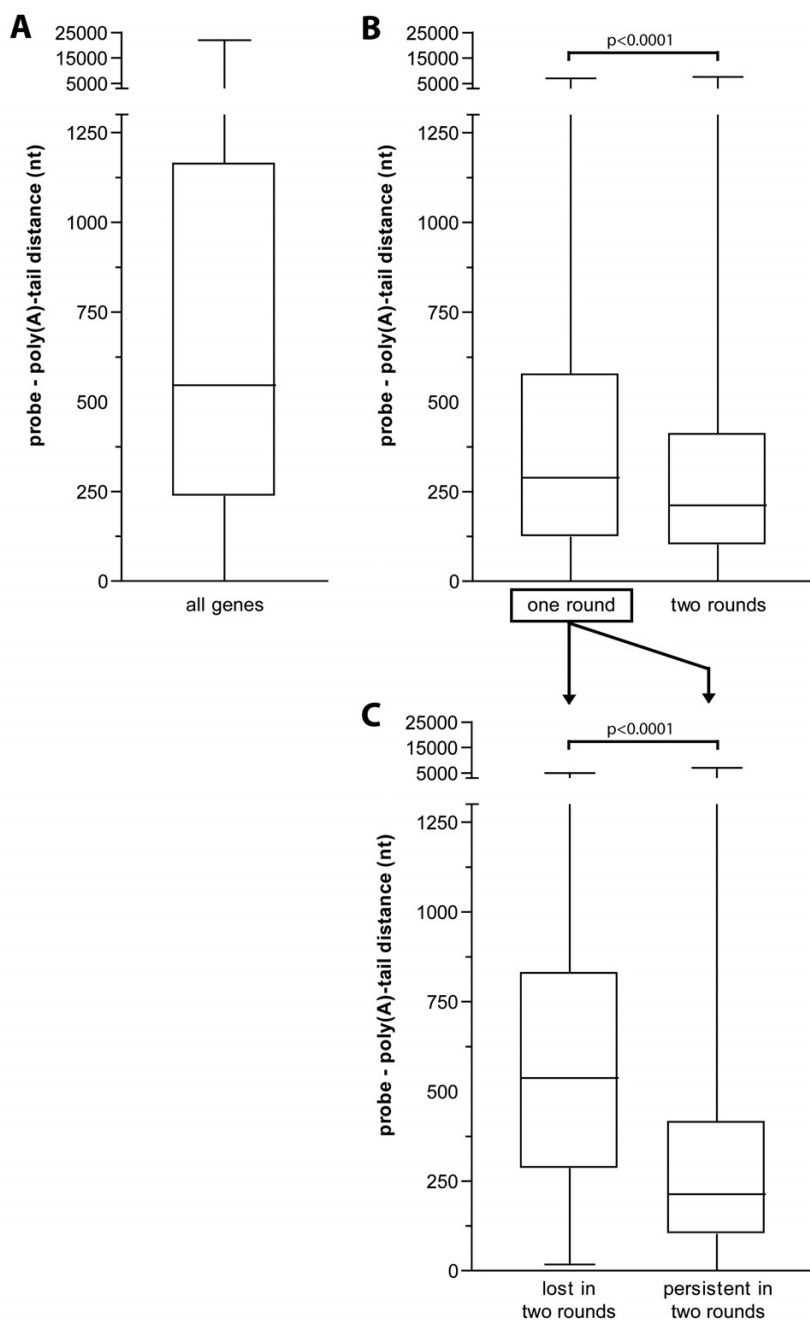 A
25000
15000
5000
1250
1000
750
500
250
0
probe - poly(A)-tail distance (nt)
all genes
B
25000
15000
5000
p<0.0001
1250
1000
750
500
250
0
probe - poly(A)-tail distance (nt)
one round
two rounds
C
25000
15000
5000
p<0.0001
1250
1000
750
500
250
0
probe - poly(A)-tail distance (nt)
lost in
two rounds
persistent in
two rounds